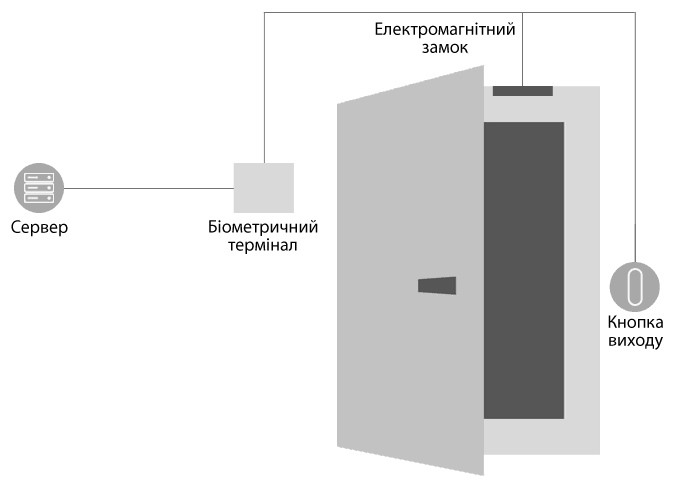 Електромагнітний
замок
Сервер
Біометричний
термінал
Кнопка
виходу